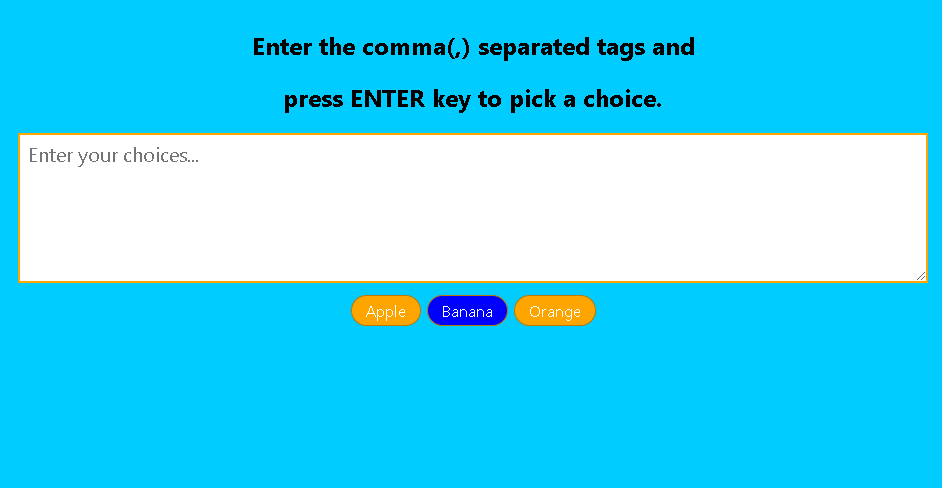 Enter the comma(,) separated tags and
press ENTER key to pick a choice.
Enter your choices...
Apple Banana Orange